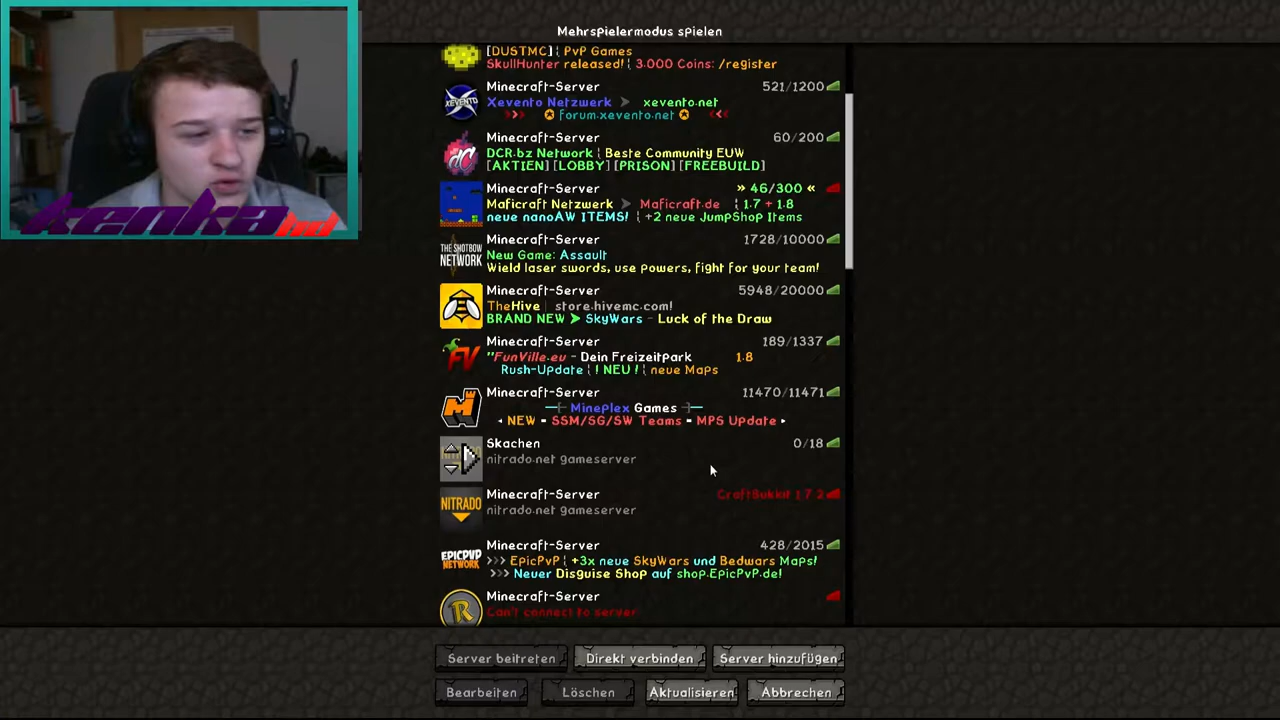 Mehrspielermodus spielen
[DUSTMC] ¦ PvP Games
SkullHunter released! ¦ 3.000 Coins: /register
Minecraft-Server 521/1200
XEVENTO
Xevento Netzwerk ➤ xevento.net
»› ✪ forum.xevento.net ✪ ‹«
Minecraft-Server 60/200
dC
DCR.bz Network ¦ Beste Community EUW
[AKTIEN] [LOBBY] [PRISON] [FREEBUILD]
Minecraft-Server » 46/300 «
Maficraft Netzwerk ➤ Maficraft.de ¦ 1.7 + 1.8
neue nanoAW ITEMS! ¦ +2 neue JumpShop Items
Minecraft-Server 1728/10000
THE SHOTBOW
NETWORK
New Game: Assault
Wield laser swords, use powers, fight for your team!
Minecraft-Server 5948/20000
TheHive | store.hivemc.com!
BRAND NEW ➤ SkyWars - Luck of the Draw
Minecraft-Server 189/1337
FV
"FunVille.eu - Dein FreizeitPark 1.8
Rush-Update ¦ ! NEU ! ¦ neue Maps
Minecraft-Server 11470/11471
M
—[- MinePlex Games -]—
◂ NEW = SSM/SG/SW Teams = MPS Update ▸
Skachen 0/18
nitrado.net gameserver
Minecraft-Server CraftBukkit 1.7.2
NITRADO
nitrado.net gameserver
Minecraft-Server 428/2015
EPICPVP
NETWORK
>>> EpicPvP ¦ +3x neue SkyWars und Bedwars Maps!
>>> Neuer Disguise Shop auf shop.EpicPvP.de!
Minecraft-Server
R
Can't connect to server
kenka hd
Server beitreten Direkt verbinden Server hinzufügen
Bearbeiten Löschen Aktualisieren Abbrechen